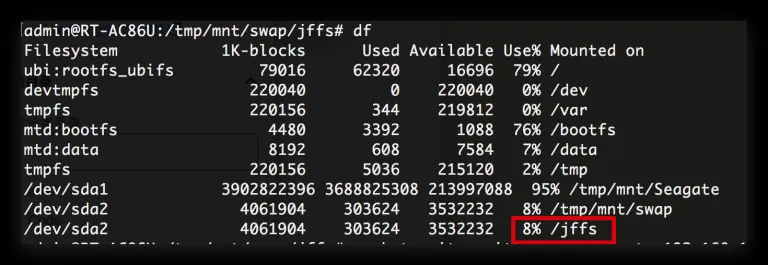 admin@RT-AC86U:/tmp/mnt/swap/jffs# df
Filesystem 1K-blocks Used Available Use% Mounted on
ubi:rootfs_ubifs 79016 62320 16696 79% /
devtmpfs 220040 0 220040 0% /dev
tmpfs 220156 344 219812 0% /var
mtd:bootfs 4480 3392 1088 76% /bootfs
mtd:data 8192 608 7584 7% /data
tmpfs 220156 5036 215120 2% /tmp
/dev/sda1 3902822396 3688825308 213997088 95% /tmp/mnt/Seagate
/dev/sda2 4061904 303624 3532232 8% /tmp/mnt/swap
/dev/sda2 4061904 303624 3532232 8% /jffs